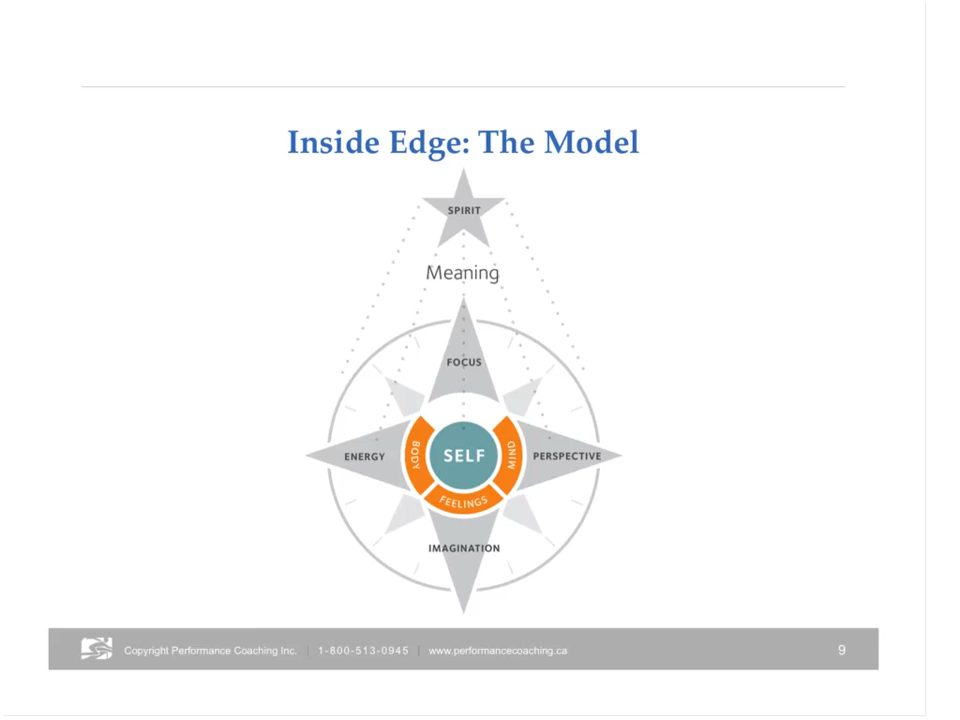 Inside Edge: The Model
SPIRIT
Meaning
FOCUS
ENERGY
BODY
SELF
MIND
PERSPECTIVE
FEELINGS
IMAGINATION
Copyright Performance Coaching Inc. | 1-800-513-0945 | www.performancecoaching.ca 9